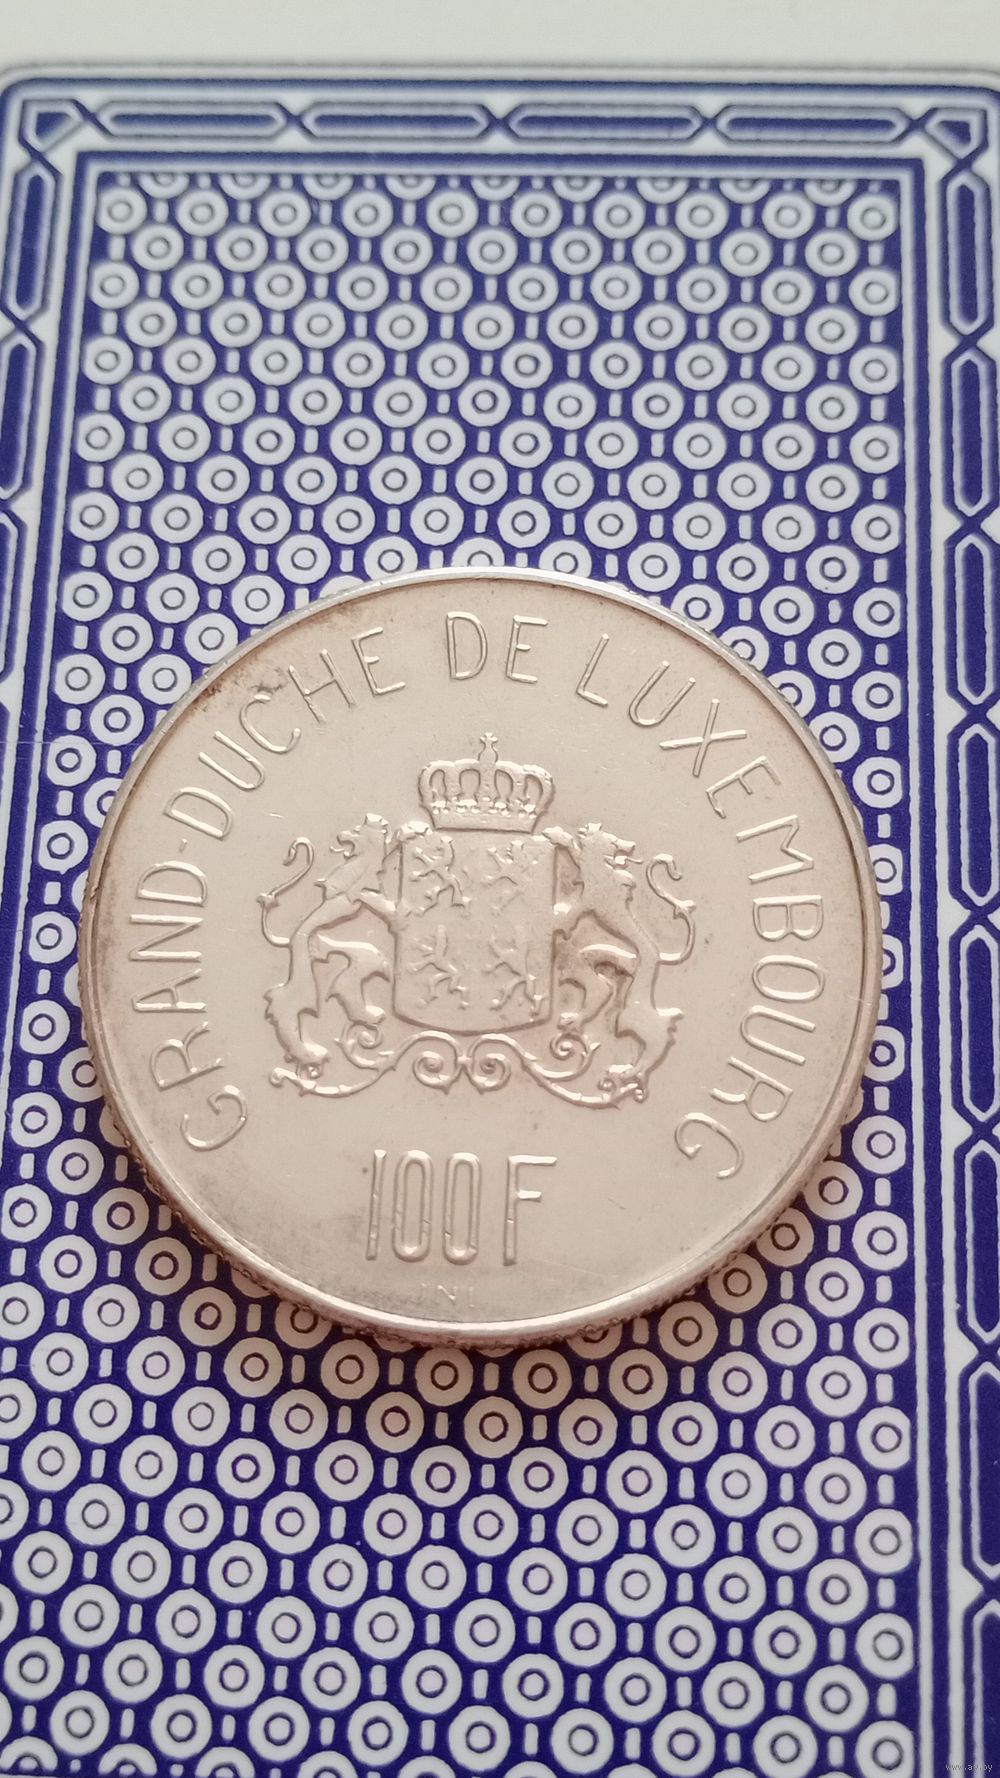 GRAND-DUCHE DE LUXEMBOURG
100 F